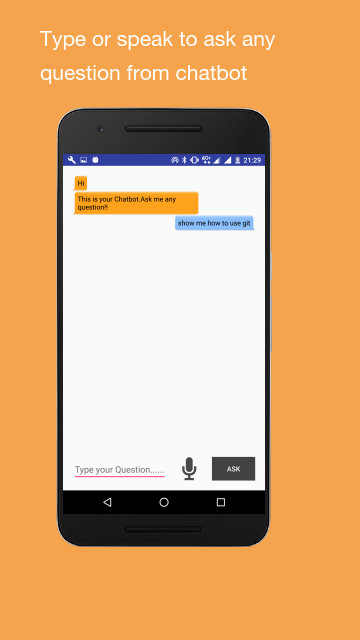 Type or speak to ask any
question from chatbot
4G+
21:29
Hi
This is your Chatbot.Ask me any
question!!
show me how to use git
Type your Question......
ASK